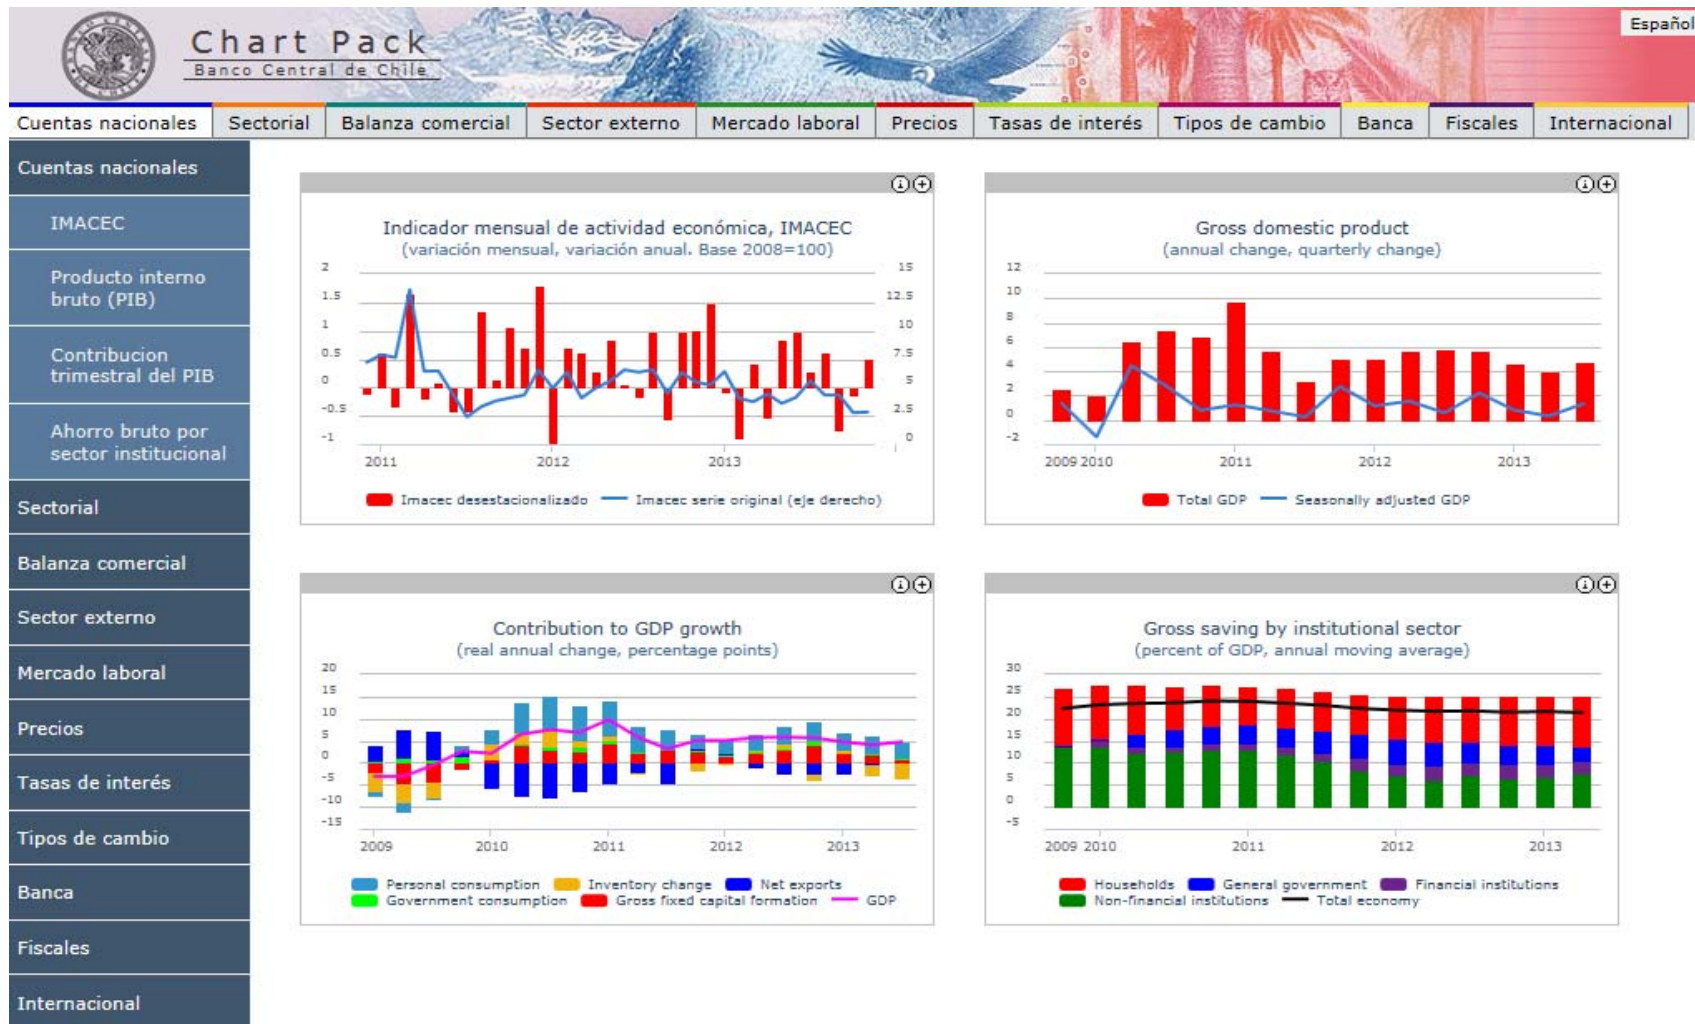 Chart Pack
Banco Central de Chile
Español
Cuentas nacionales
Sectorial
Balanza comercial
Sector externo
Mercado laboral
Precios
Tasas de interés
Tipos de cambio
Banca
Fiscales
Internacional
Cuentas nacionales
IMACEC
Producto interno
bruto (PIB)
Contribucion
trimestral del PIB
Ahorro bruto por
sector institucional
Sectorial
Balanza comercial
Sector externo
Mercado laboral
Precios
Tasas de interés
Tipos de cambio
Banca
Fiscales
Internacional
Indicador mensual de actividad económica, IMACEC
(variación mensual, variación anual. Base 2008=100)
2
1.5
1
0.5
0
-0.5
-1
15
12.5
10
7.5
5
2.5
0
2011
2012
2013
Imacec desestacionalizado
Imacec serie original (eje derecho)
Gross domestic product
(annual change, quarterly change)
12
10
8
6
4
2
0
-2
2009 2010
2011
2012
2013
Total GDP
Seasonally adjusted GDP
Contribution to GDP growth
(real annual change, percentage points)
20
15
10
5
0
-5
-10
-15
2009
2010
2011
2012
2013
Personal consumption
Inventory change
Net exports
Government consumption
Gross fixed capital formation
GDP
Gross saving by institutional sector
(percent of GDP, annual moving average)
30
25
20
15
10
5
0
-5
2009 2010
2011
2012
2013
Households
General government
Financial institutions
Non-financial institutions
Total economy